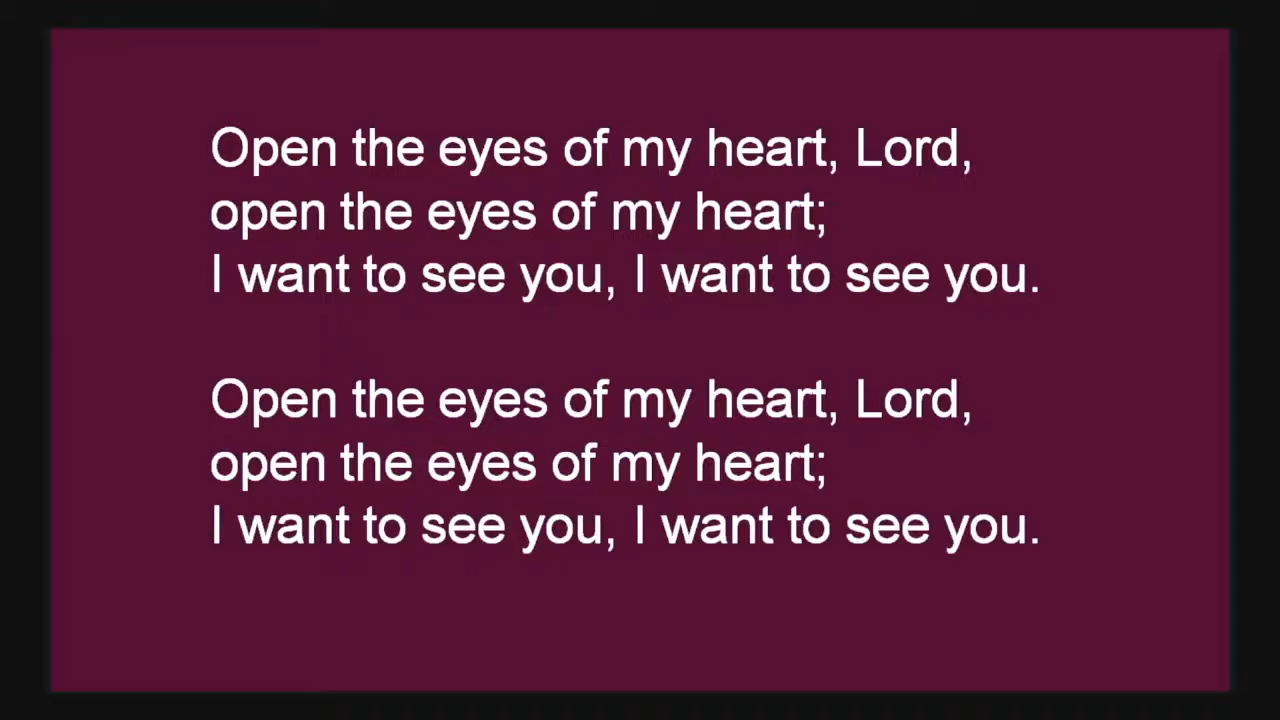 Open the eyes of my heart, Lord,
open the eyes of my heart;
I want to see you, I want to see you.
Open the eyes of my heart, Lord,
open the eyes of my heart;
I want to see you, I want to see you.